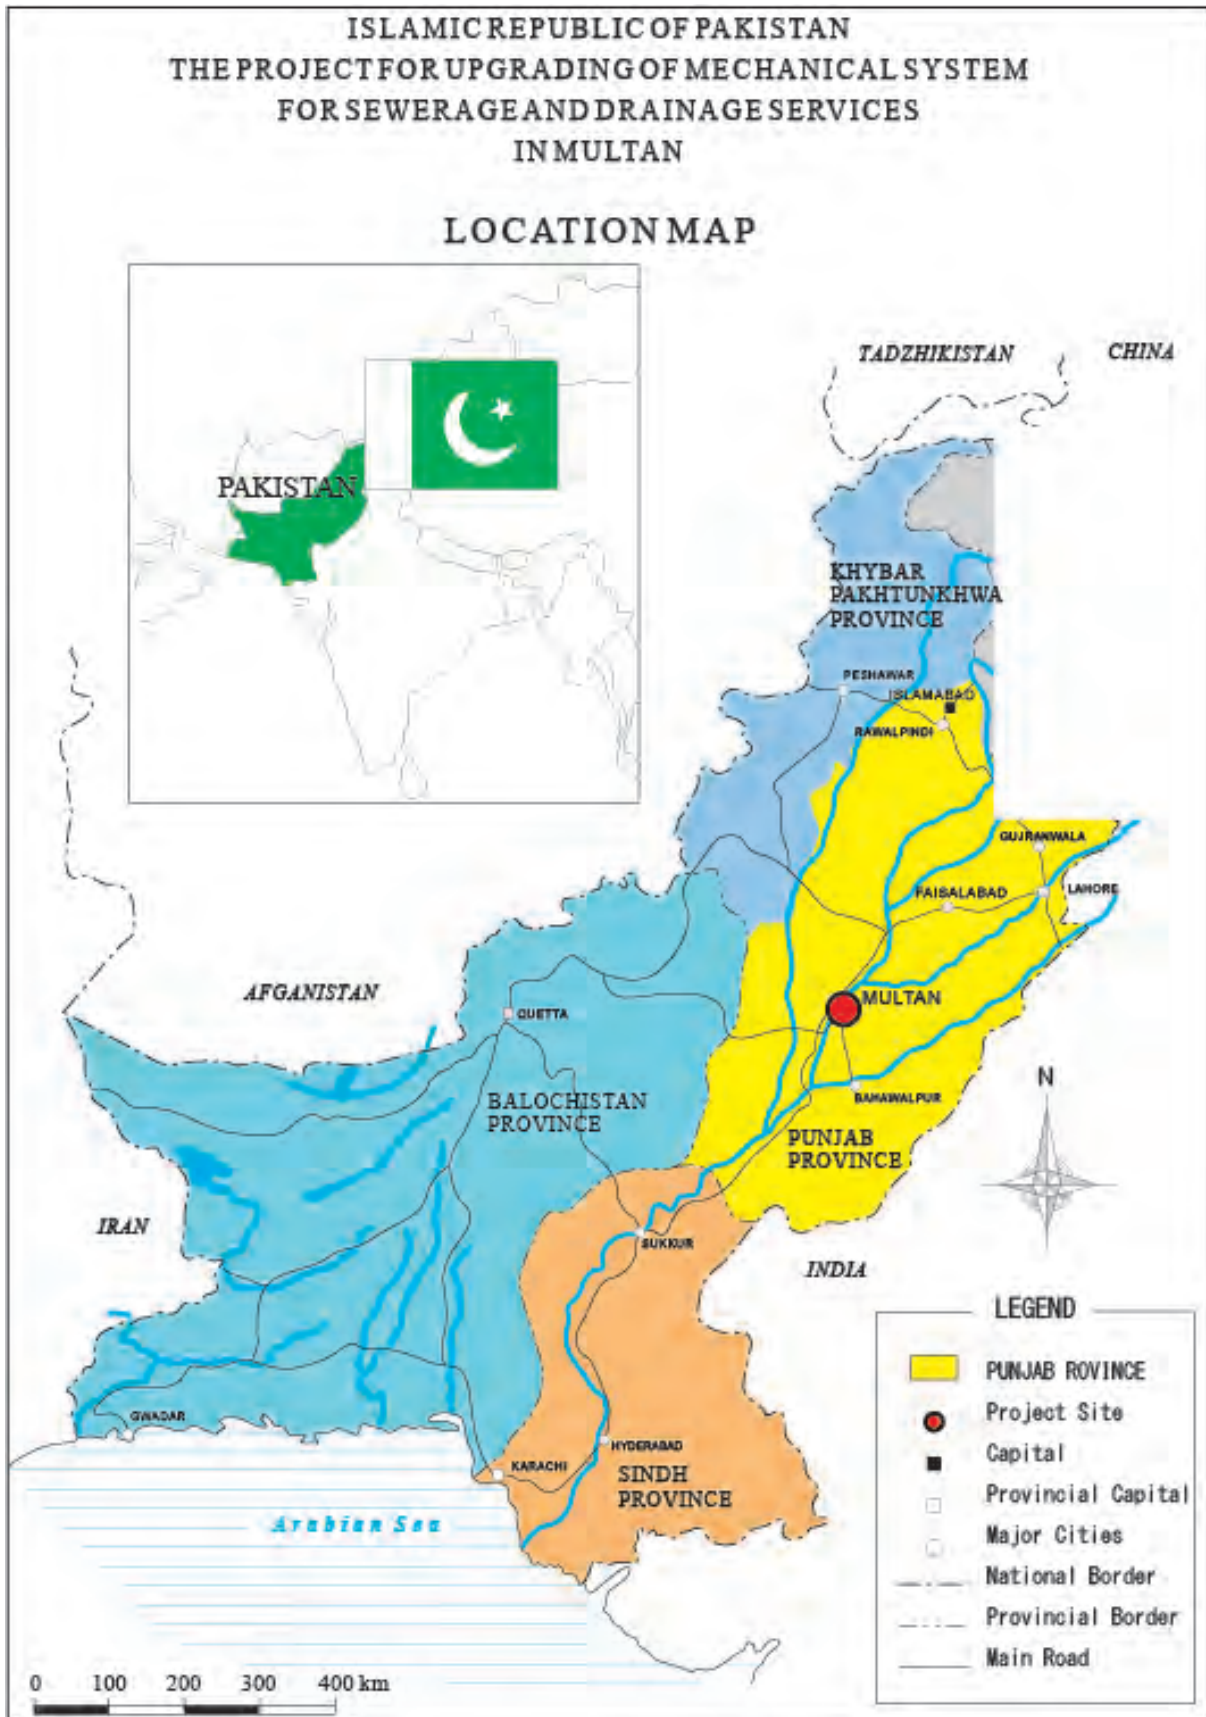 ISLAMIC REPUBLIC OF PAKISTAN
THE PROJECT FOR UPGRADING OF MECHANICAL SYSTEM
FOR SEWERAGE AND DRAINAGE SERVICES
IN MULTAN
LOCATION MAP
PAKISTAN
TADZHIKISTAN
CHINA
KHYBAR
PAKHTUNKHWA
PROVINCE
PESHAWAR
ISLAMABAD
RAWALPINDI
GUJRANWALA
FAISALABAD
LAHORE
AFGANISTAN
MULTAN
QUETTA
N
BALOCHISTAN
PROVINCE
BAHAWALPUR
PUNJAB
PROVINCE
IRAN
SUKKUR
INDIA
GWADAR
HYDERABAD
KARACHI
SINDH
PROVINCE
Arabian Sea
LEGEND
PUNJAB ROVINCE
Project Site
Capital
Provincial Capital
Major Cities
National Border
Provincial Border
Main Road
0 100 200 300 400 km